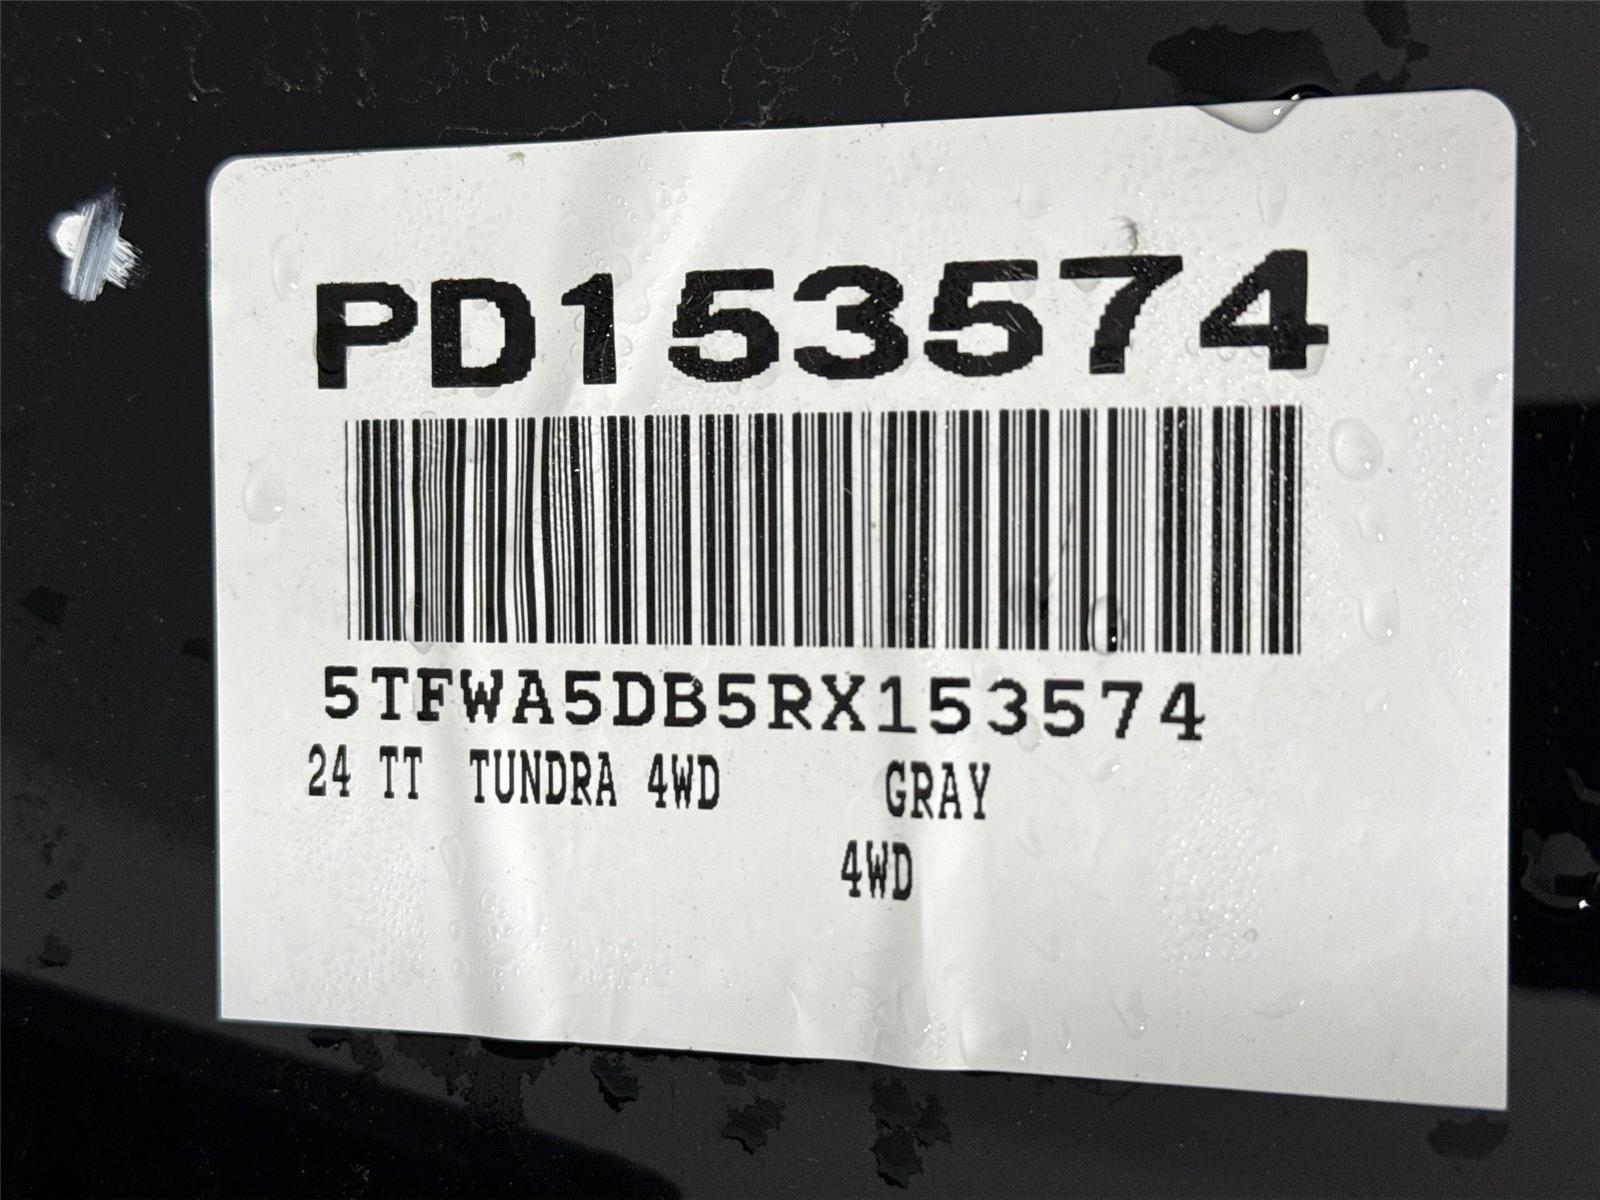 PD153574
5TFWA5DB5RX153574
24 TT TUNDRA 4WD GRAY
4WD